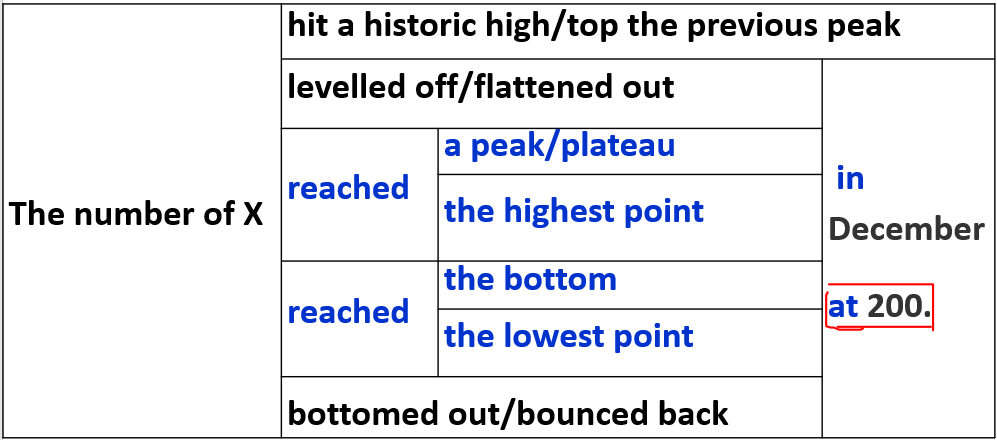 hit a historic high/top the previous peak
levelled off/flattened out
a peak/plateau
reached
in
the highest point
The number of X
December
the bottom
reached
at 200.
the lowest point
bottomed out/bounced back